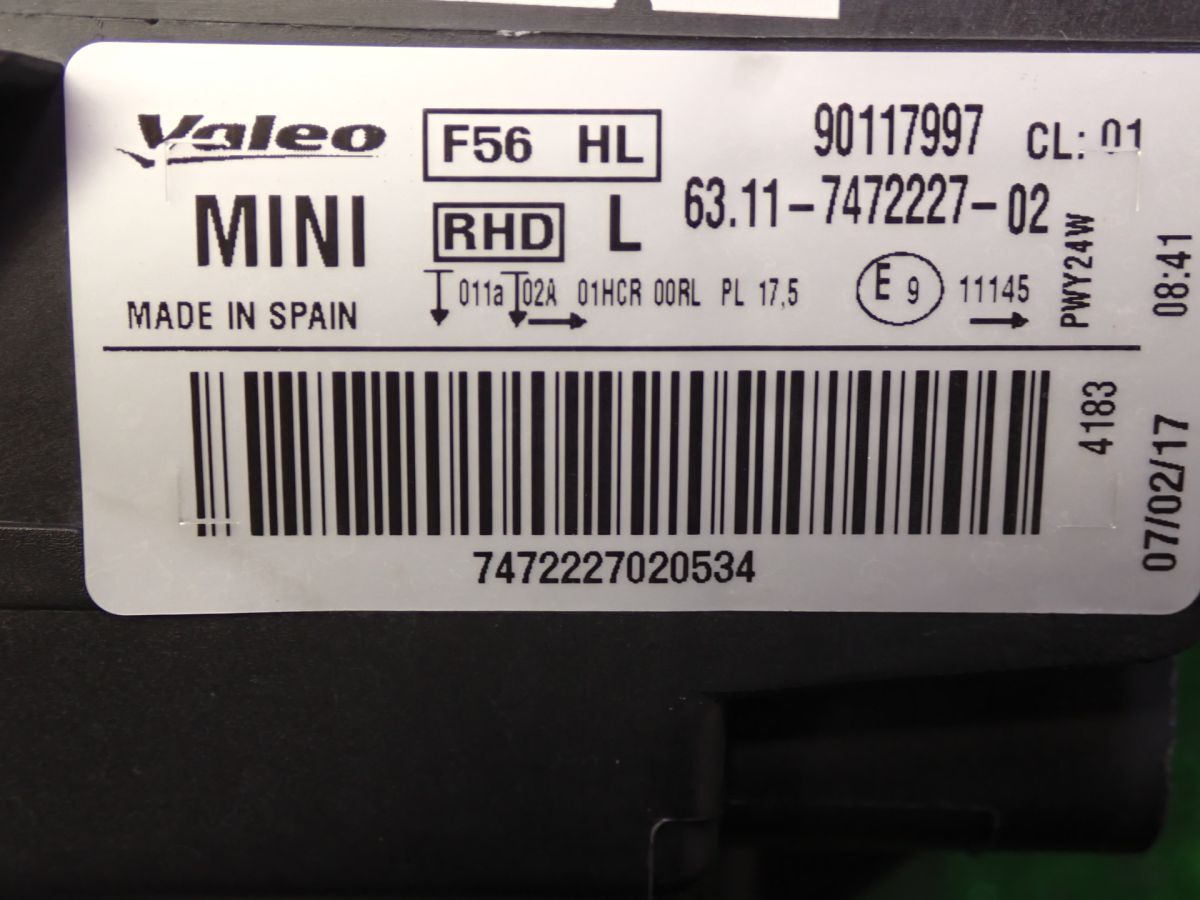 Valeo
F56 HL
90117997 CL: 01
MINI
RHD L
63.11-7472227-02
MADE IN SPAIN
011a 02A 01HCR 00RL PL 17,5
E 9
11145
PWY24W
08:41
4183
07/02/17
7472227020534